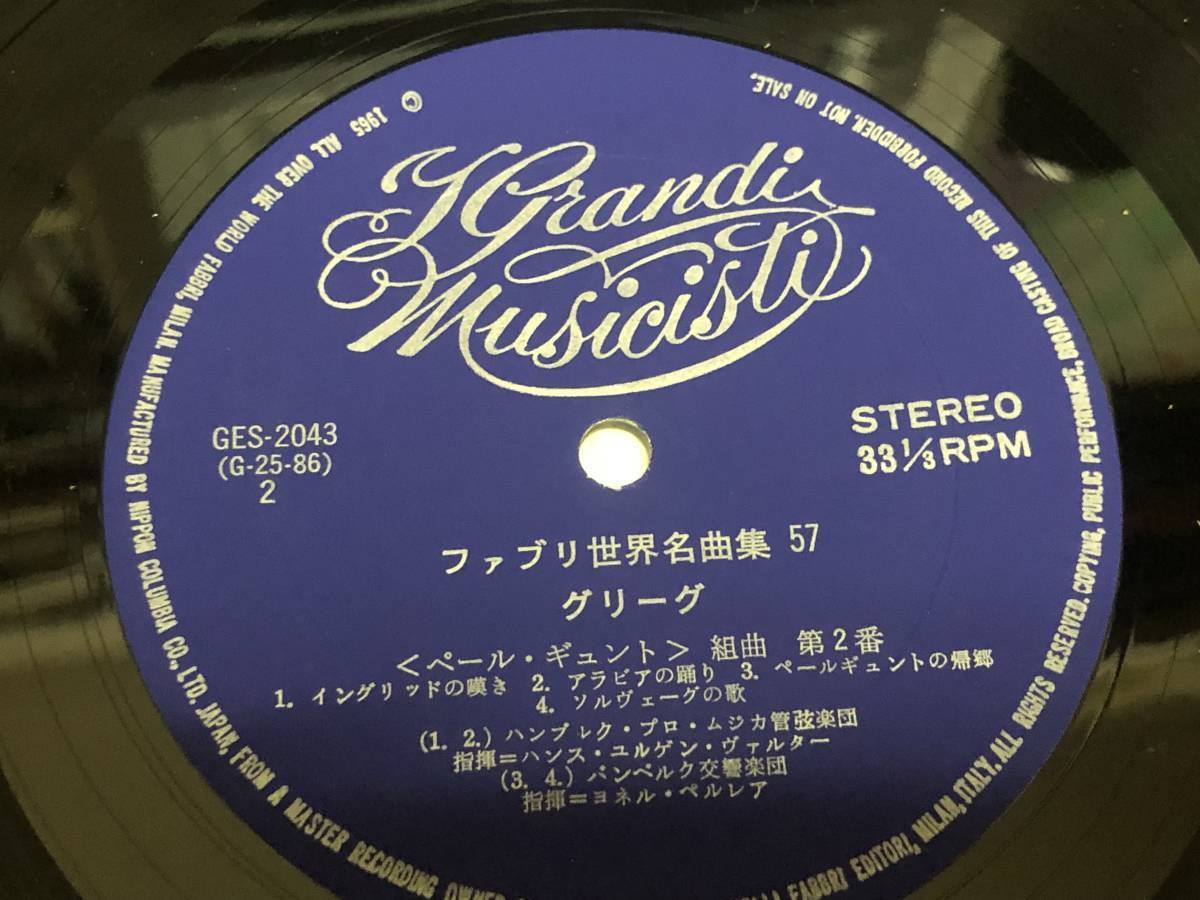 I Grandi
Musicisti
GES-2043
(G-25-86)
2
STEREO
33 1/3 RPM
ファブリ世界名曲集 57
グリーグ
<ペール・ギュント> 組曲 第2番
1. イングリッドの嘆き 2. アラビアの踊り 3. ペールギュントの帰郷
4. ソルヴェーグの歌
(1. 2.) ハンブルク・プロ・ムジカ管弦楽団
指揮=ハンス・ユルゲン・ヴァルター
(3. 4.) バンベルク交響楽団
指揮=ヨネル・ペルレア
© 1965 ALL OVER THE WORLD FABBRI, MILAN. MANUFACTURED BY NIPPON COLUMBIA CO., LTD. JAPAN, FROM A MASTER RECORDING OWNED FABBRI EDITORI, MILAN, ITALY. ALL RIGHTS RESERVED. COPYING, PUBLIC PERFORMANCE, BROAD CASTING OF THIS RECORD FORBIDDEN. NOT ON SALE.